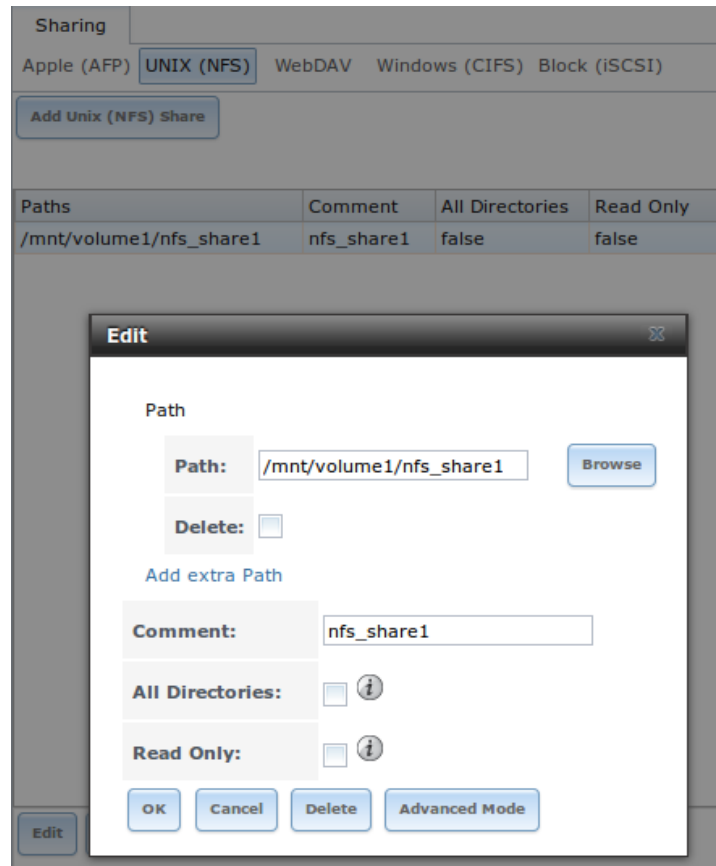 Sharing
Apple (AFP) UNIX (NFS) WebDAV Windows (CIFS) Block (iSCSI)
Add Unix (NFS) Share
Paths Comment All Directories Read Only
/mnt/volume1/nfs_share1 nfs_share1 false false
Edit
Path
Path: /mnt/volume1/nfs_share1 Browse
Delete:
Add extra Path
Comment: nfs_share1
All Directories:
Read Only:
OK Cancel Delete Advanced Mode
Edit